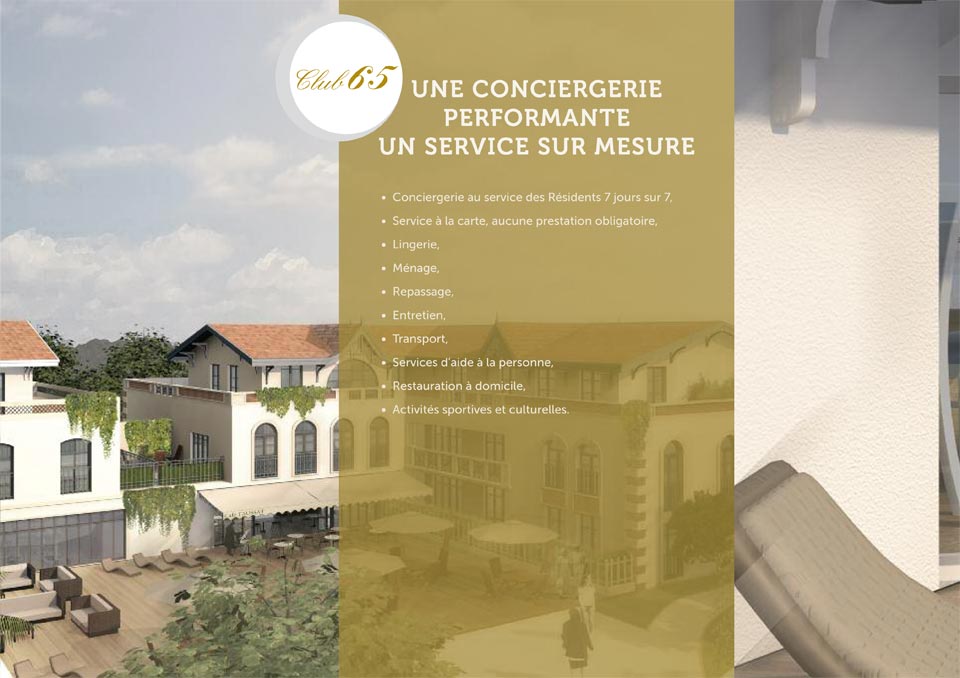 Club 65
UNE CONCIERGERIE
PERFORMANTE
UN SERVICE SUR MESURE
• Conciergerie au service des Résidents 7 jours sur 7,
• Service à la carte, aucune prestation obligatoire,
• Lingerie,
• Ménage,
• Repassage,
• Entretien,
• Transport,
• Services d'aide à la personne,
• Restauration à domicile,
• Activités sportives et culturelles.
TAUSSAT